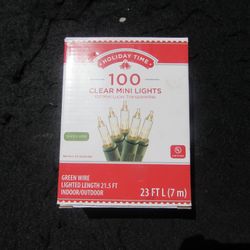 HOLIDAY TIME
100
CLEAR MINI LIGHTS
GREEN WIRE
LIGHTED LENGTH 21.5 FT
INDOOR/OUTDOOR
23 FT L (7 m)